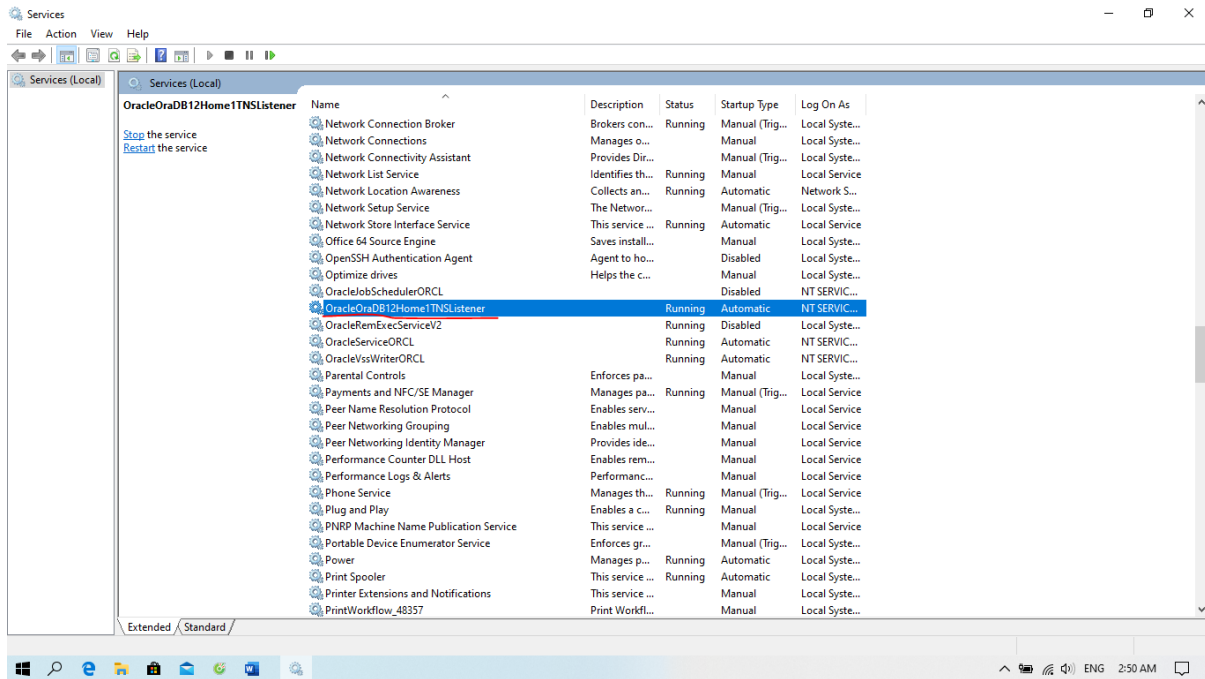 Services
File Action View Help
Services (Local)
Services (Local)
OracleOraDB12Home1TNSListener
Stop the service
Restart the service
Name Description Status Startup Type Log On As
Network Connection Broker Brokers con... Running Manual (Trig... Local Syste...
Network Connections Manages o... Manual Local Syste...
Network Connectivity Assistant Provides Dir... Manual (Trig... Local Syste...
Network List Service Identifies th... Running Manual Local Service
Network Location Awareness Collects an... Running Automatic Network S...
Network Setup Service The Networ... Manual (Trig... Local Syste...
Network Store Interface Service This service ... Running Automatic Local Service
Office 64 Source Engine Saves install... Manual Local Syste...
OpenSSH Authentication Agent Agent to ho... Disabled Local Syste...
Optimize drives Helps the c... Manual Local Syste...
OracleJobSchedulerORCL Disabled NT SERVIC...
OracleOraDB12Home1TNSListener Running Automatic NT SERVIC...
OracleRemExecServiceV2 Running Disabled Local Syste...
OracleServiceORCL Running Automatic NT SERVIC...
OracleVssWriterORCL Running Automatic NT SERVIC...
Parental Controls Enforces pa... Manual Local Syste...
Payments and NFC/SE Manager Manages pa... Running Manual (Trig... Local Service
Peer Name Resolution Protocol Enables serv... Manual Local Service
Peer Networking Grouping Enables mul... Manual Local Service
Peer Networking Identity Manager Provides ide... Manual Local Service
Performance Counter DLL Host Enables rem... Manual Local Service
Performance Logs & Alerts Performanc... Manual Local Service
Phone Service Manages th... Running Manual (Trig... Local Service
Plug and Play Enables a c... Running Manual Local Syste...
PNRP Machine Name Publication Service This service ... Manual Local Service
Portable Device Enumerator Service Enforces gr... Manual (Trig... Local Syste...
Power Manages p... Running Automatic Local Syste...
Print Spooler This service ... Running Automatic Local Syste...
Printer Extensions and Notifications This service ... Manual Local Syste...
PrintWorkflow_48357 Print Workfl... Manual Local Syste...
Extended Standard
ENG 2:50 AM